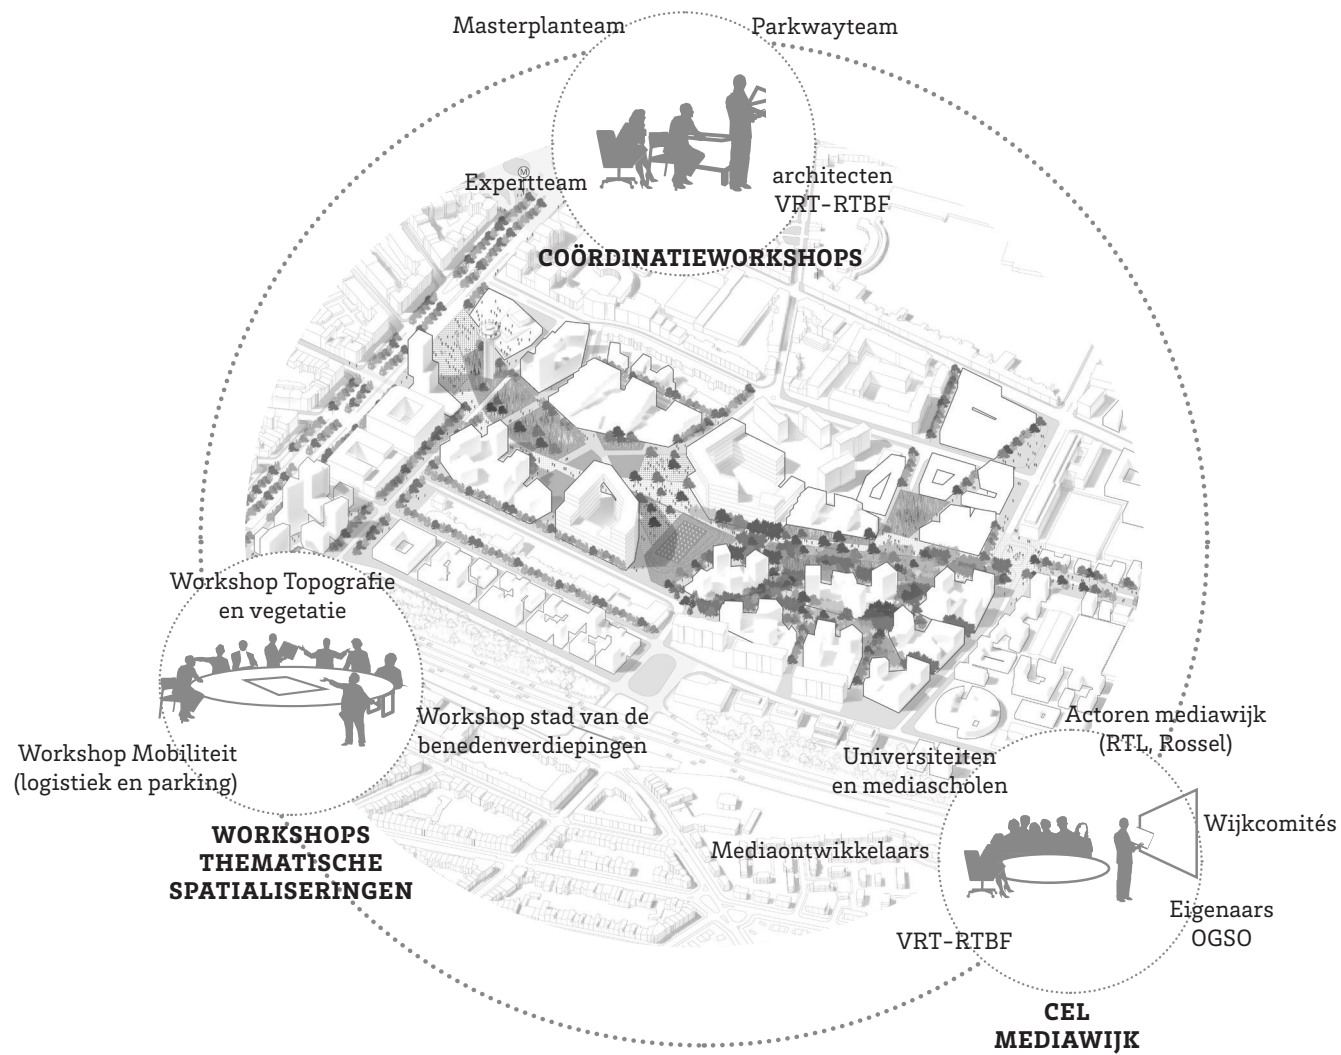 Masterplanteam
Parkwayteam
M
Expertteam
architecten
VRT-RTBF
COÖRDINATIEWORKSHOPS
Workshop Topografie
en vegetatie
Workshop stad van de
benedenverdiepingen
Workshop Mobiliteit
(logistiek en parking)
WORKSHOPS
THEMATISCHE
SPATIALISERINGEN
Actoren mediawijk
(RTL, Rossel)
Universiteiten
en mediascholen
Wijkcomités
Mediaontwikkelaars
Eigenaars
OGSO
VRT-RTBF
CEL
MEDIAWIJK